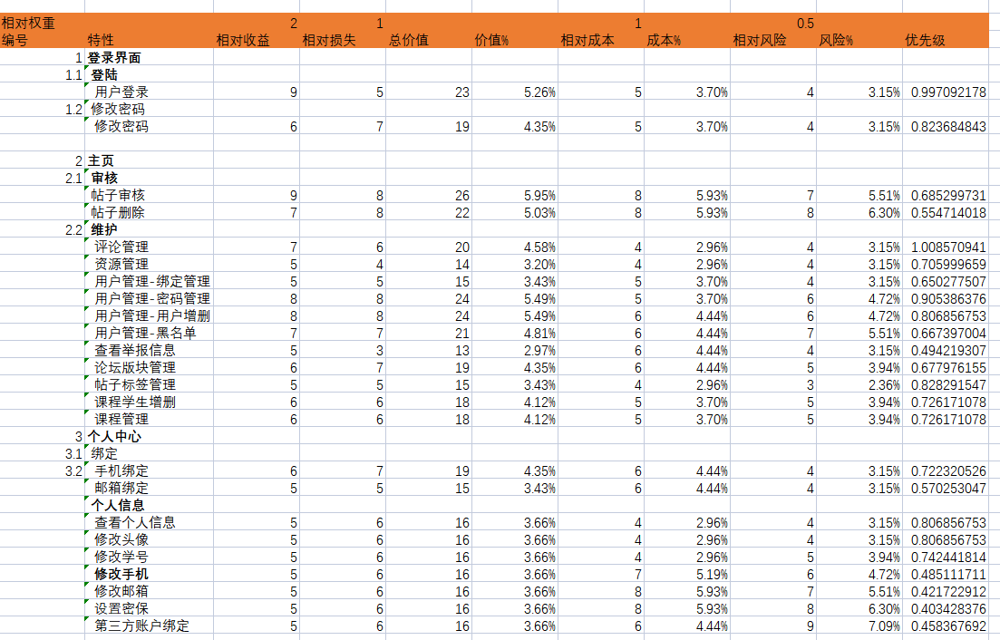 相对权重 2 1 1 0.5
编号 特性 相对收益 相对损失 总价值 价值% 相对成本 成本% 相对风险 风险% 优先级
1 登录界面
1.1 登陆
用户登录 9 5 23 5.26% 5 3.70% 4 3.15% 0.997092178
1.2 修改密码
修改密码 6 7 19 4.35% 5 3.70% 4 3.15% 0.823684843
2 主页
2.1 审核
帖子审核 9 8 26 5.95% 8 5.93% 7 5.51% 0.685299731
帖子删除 7 8 22 5.03% 8 5.93% 8 6.30% 0.554714018
2.2 维护
评论管理 7 6 20 4.58% 4 2.96% 4 3.15% 1.008570941
资源管理 5 4 14 3.20% 4 2.96% 4 3.15% 0.705999659
用户管理-绑定管理 5 5 15 3.43% 5 3.70% 4 3.15% 0.650277507
用户管理-密码管理 8 8 24 5.49% 5 3.70% 6 4.72% 0.905386376
用户管理-用户增删 8 8 24 5.49% 6 4.44% 6 4.72% 0.806856753
用户管理-黑名单 7 7 21 4.81% 6 4.44% 7 5.51% 0.667397004
查看举报信息 5 3 13 2.97% 6 4.44% 4 3.15% 0.494219307
论坛版块管理 6 7 19 4.35% 6 4.44% 5 3.94% 0.677976155
帖子标签管理 5 5 15 3.43% 4 2.96% 3 2.36% 0.828291547
课程学生增删 6 6 18 4.12% 5 3.70% 5 3.94% 0.726171078
课程管理 6 6 18 4.12% 5 3.70% 5 3.94% 0.726171078
3 个人中心
3.1 绑定
3.2 手机绑定 6 7 19 4.35% 6 4.44% 4 3.15% 0.722320526
邮箱绑定 5 5 15 3.43% 6 4.44% 4 3.15% 0.570253047
个人信息
查看个人信息 5 6 16 3.66% 4 2.96% 4 3.15% 0.806856753
修改头像 5 6 16 3.66% 4 2.96% 4 3.15% 0.806856753
修改学号 5 6 16 3.66% 4 2.96% 5 3.94% 0.742441814
修改手机 5 6 16 3.66% 7 5.19% 6 4.72% 0.485111711
修改邮箱 5 6 16 3.66% 8 5.93% 7 5.51% 0.421722912
设置密保 5 6 16 3.66% 8 5.93% 8 6.30% 0.403428376
第三方账户绑定 5 6 16 3.66% 6 4.44% 9 7.09% 0.458367692